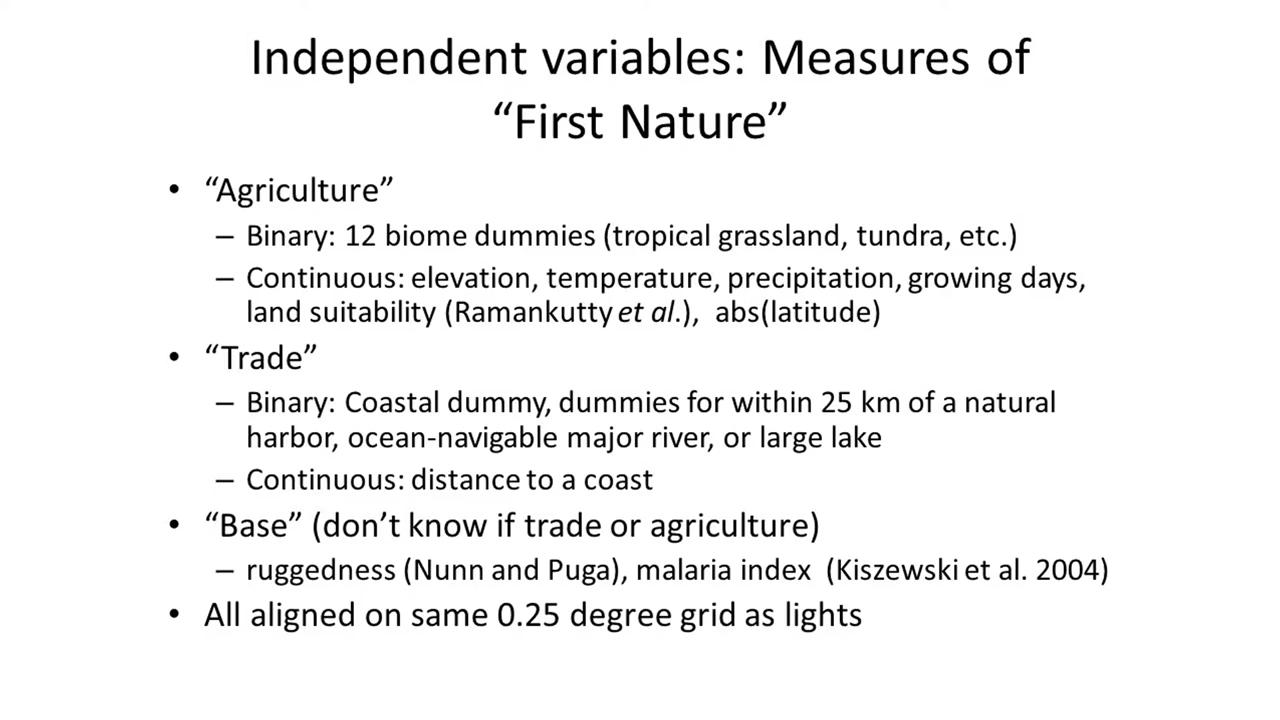 Independent variables: Measures of
“First Nature”
• “Agriculture”
– Binary: 12 biome dummies (tropical grassland, tundra, etc.)
– Continuous: elevation, temperature, precipitation, growing days,
land suitability (Ramankutty et al.), abs(latitude)
• “Trade”
– Binary: Coastal dummy, dummies for within 25 km of a natural
harbor, ocean-navigable major river, or large lake
– Continuous: distance to a coast
• “Base” (don’t know if trade or agriculture)
– ruggedness (Nunn and Puga), malaria index (Kiszewski et al. 2004)
• All aligned on same 0.25 degree grid as lights